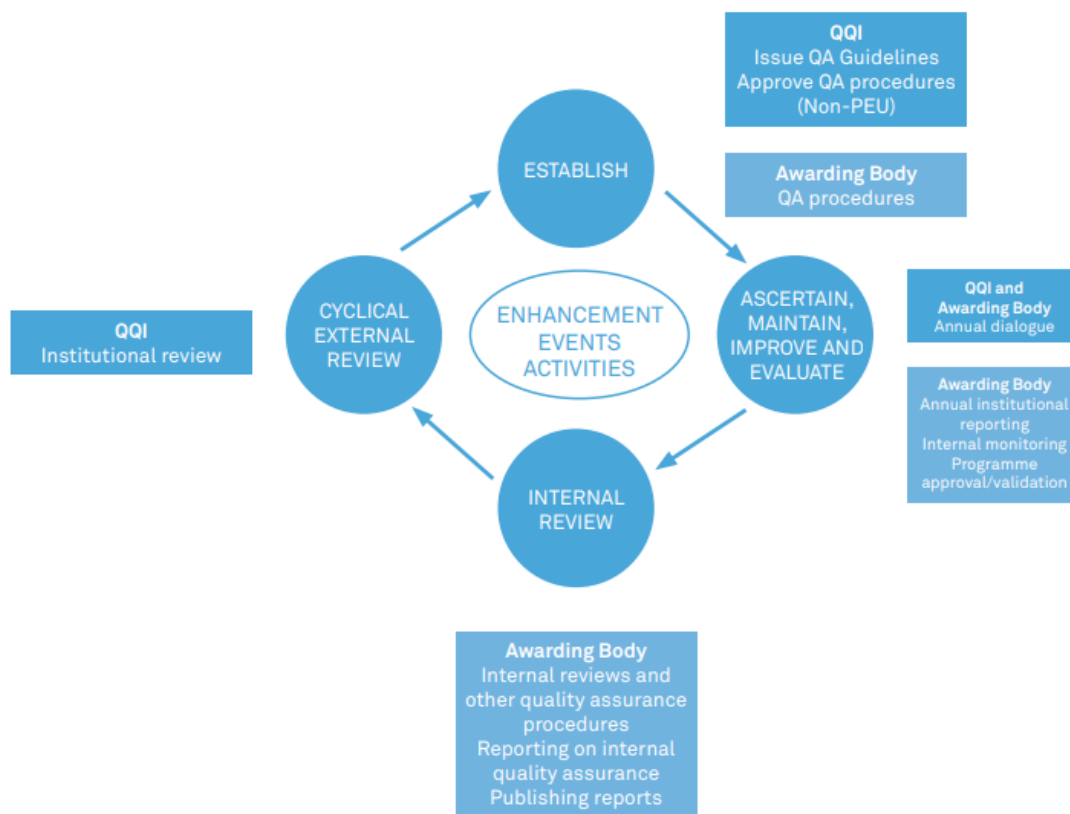 QQI
Issue QA Guidelines
Approve QA procedures
(Non-PEU)
ESTABLISH
Awarding Body
QA procedures
CYCLICAL
EXTERNAL
REVIEW
ENHANCEMENT
EVENTS
ACTIVITIES
ASCERTAIN,
MAINTAIN,
IMPROVE AND
EVALUATE
QQI and
Awarding Body
Annual dialogue
QQI
Institutional review
Awarding Body
Annual institutional
reporting
Internal monitoring
Programme
approval/validation
INTERNAL
REVIEW
Awarding Body
Internal reviews and
other quality assurance
procedures
Reporting on internal
quality assurance
Publishing reports